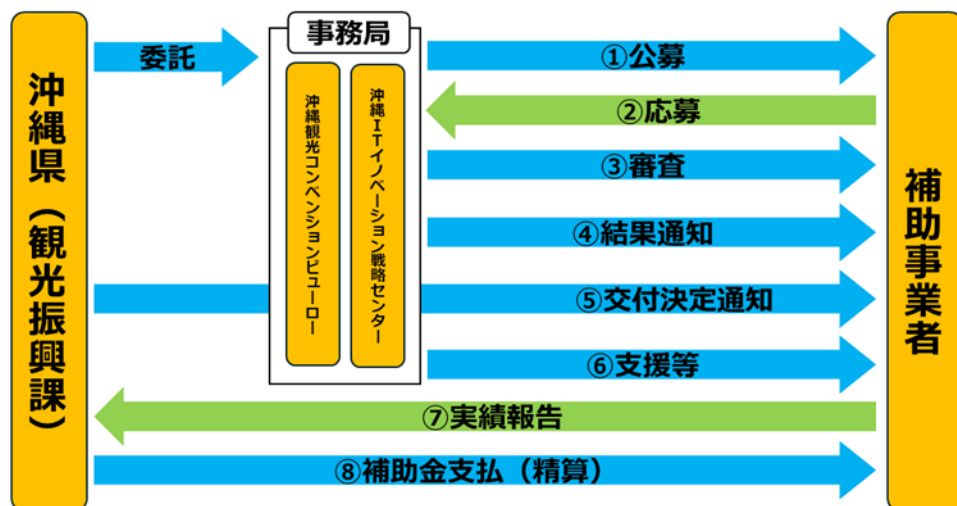 沖縄県（観光振興課）
委託
事務局
沖縄観光コンベンションビューロー
沖縄ITイノベーション戦略センター
①公募
②応募
③審査
④結果通知
⑤交付決定通知
⑥支援等
⑦実績報告
⑧補助金支払（精算）
補助事業者